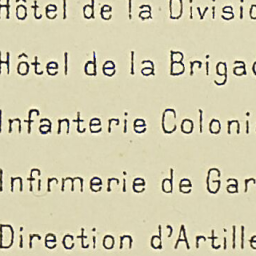 Hôtel de la Divisio
Hôtel de la Brigad
Infanterie Coloni
Infirmerie de Gar
Direction d'Artille